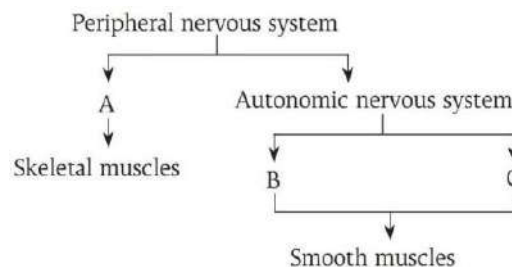 Peripheral nervous system
A
Autonomic nervous system
Skeletal muscles
B
Smooth muscles